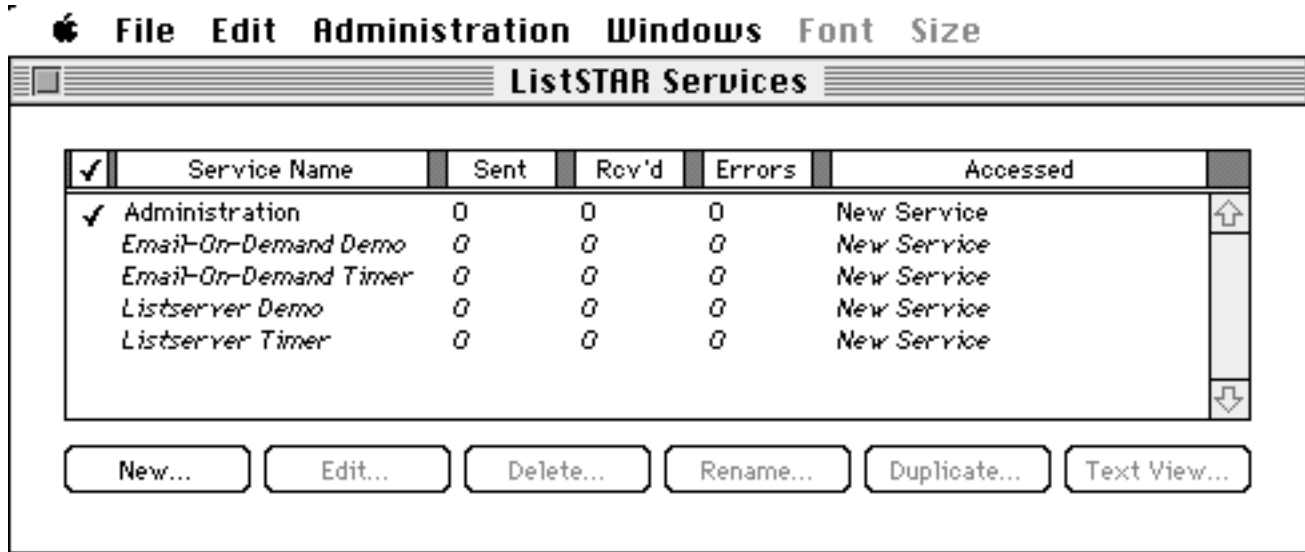 File Edit Administration Windows Font Size
ListSTAR Services
✓ Service Name Sent Rcv'd Errors Accessed
✓ Administration 0 0 0 New Service
Email-On-Demand Demo 0 0 0 New Service
Email-On-Demand Timer 0 0 0 New Service
Listserver Demo 0 0 0 New Service
Listserver Timer 0 0 0 New Service
New... Edit... Delete... Rename... Duplicate... Text View...